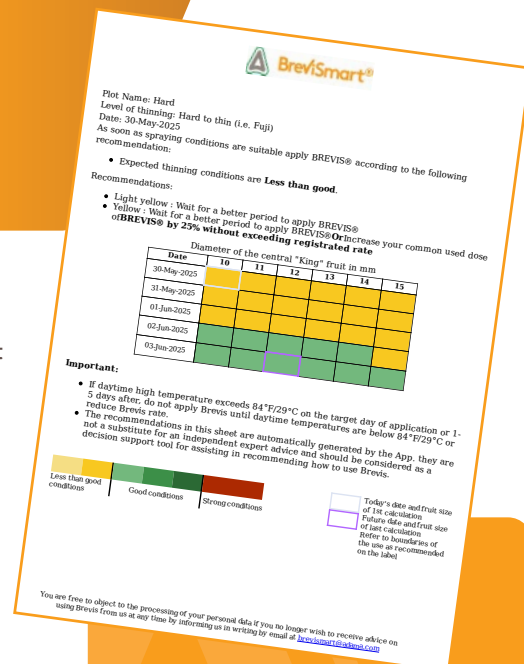 BreviSmart®
Plot Name: Hard
Level of thinning: Hard to thin (i.e. Fuji)
Date: 30-May-2025
As soon as spraying conditions are suitable apply BREVIS® according to the following
recommendation:
• Expected thinning conditions are Less than good.
Recommendations:
• Light yellow : Wait for a better period to apply BREVIS®
• Yellow : Wait for a better period to apply BREVIS®OrIncrease your common used dose
ofBREVIS® by 25% without exceeding registrated rate
Diameter of the central "King" fruit in mm
Date 10 11 12 13 14 15
30-May-2025
31-May-2025
01-Jun-2025
02-Jun-2025
03-Jun-2025
Important:
• If daytime high temperature exceeds 84°F/29°C on the target day of application or 1-
5 days after, do not apply Brevis until daytime temperatures are below 84°F/29°C or
reduce Brevis rate.
• The recommendations in this sheet are automatically generated by the App. they are
not a substitute for an independent expert advice and should be considered as a
decision support tool for assisting in recommending how to use Brevis.
Less than good
conditions
Good conditions
Strong conditions
Today's date and fruit size
of 1st calculation
Future date and fruit size
of last calculation
Refer to boundaries of
the use as recommended
on the label
You are free to object to the processing of your personal data if you no longer wish to receive advice on
using Brevis from us at any time by informing us in writing by email at brevismart@adama.com